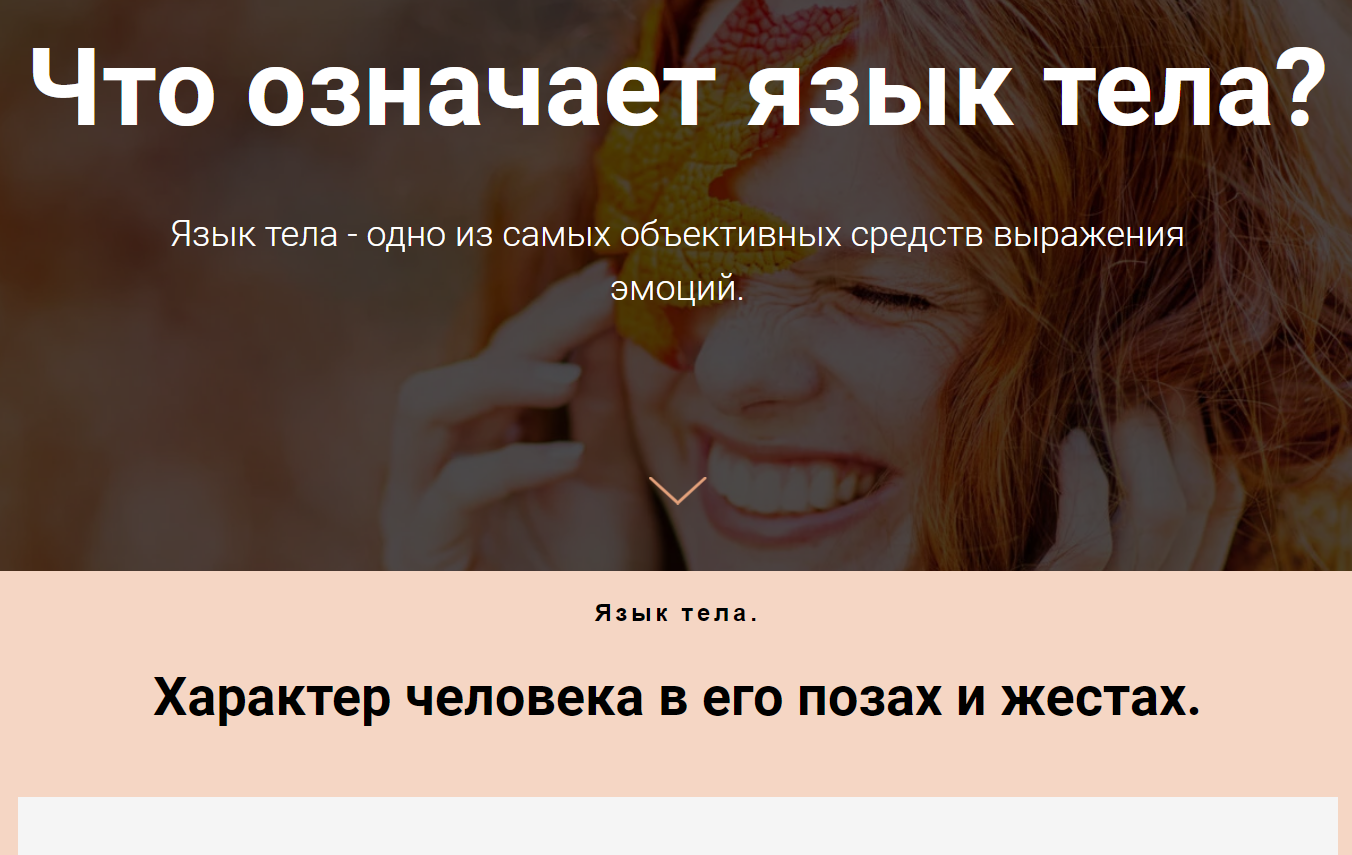 Что означает язык тела?
Язык тела - одно из самых объективных средств выражения
эмоций.
Язык тела.
Характер человека в его позах и жестах.